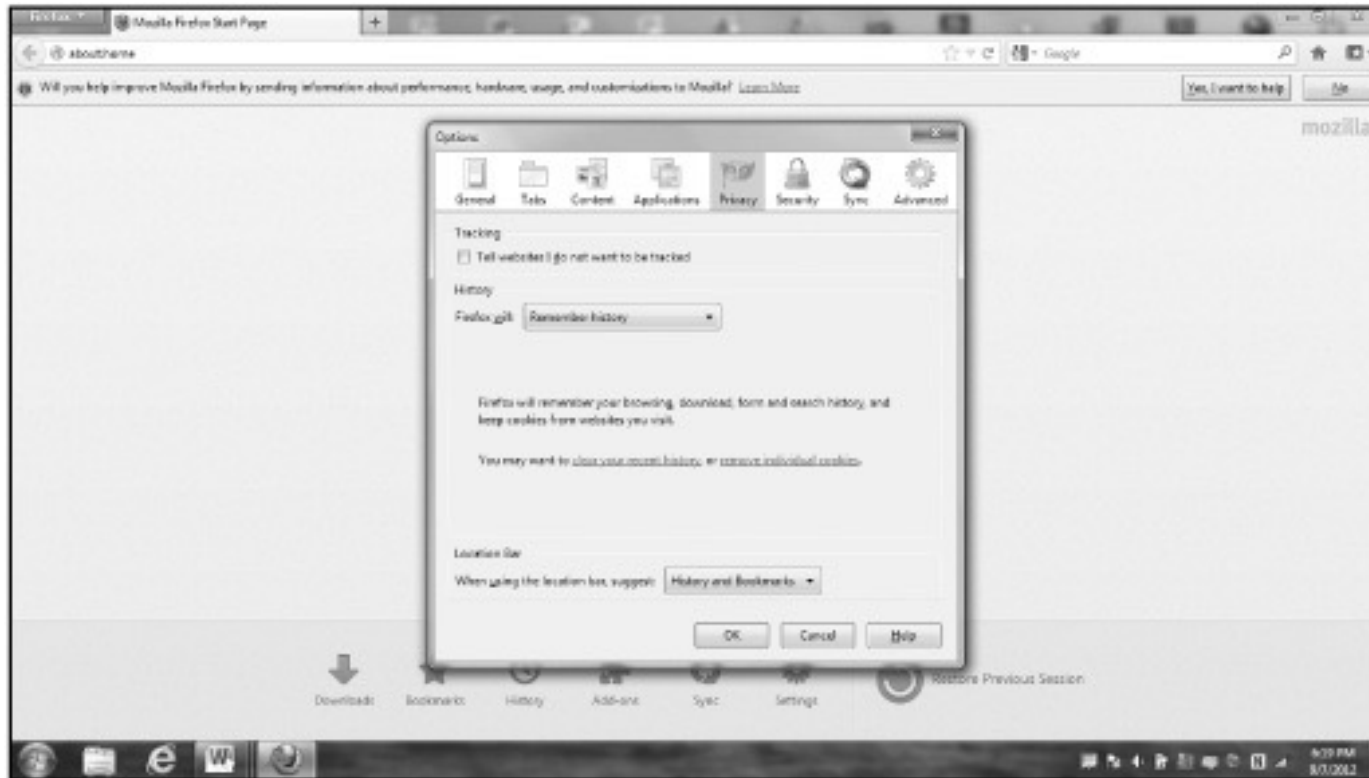 Firefox
Mozilla Firefox Start Page
about:home
Google
Will you help improve Mozilla Firefox by sending information about performance, hardware, usage, and customizations to Mozilla? Learn More
Yes, I want to help
No
mozilla
Options
General Tabs Content Applications Privacy Security Sync Advanced
Tracking
Tell websites I do not want to be tracked
History
Firefox will: Remember history
Firefox will remember your browsing, download, form and search history, and
keep cookies from websites you visit.
You may want to clear your recent history, or remove individual cookies.
Location Bar
When using the location bar, suggest: History and Bookmarks
OK Cancel Help
Downloads Bookmarks History Add-ons Sync Settings
Restore Previous Session
6:39 PM